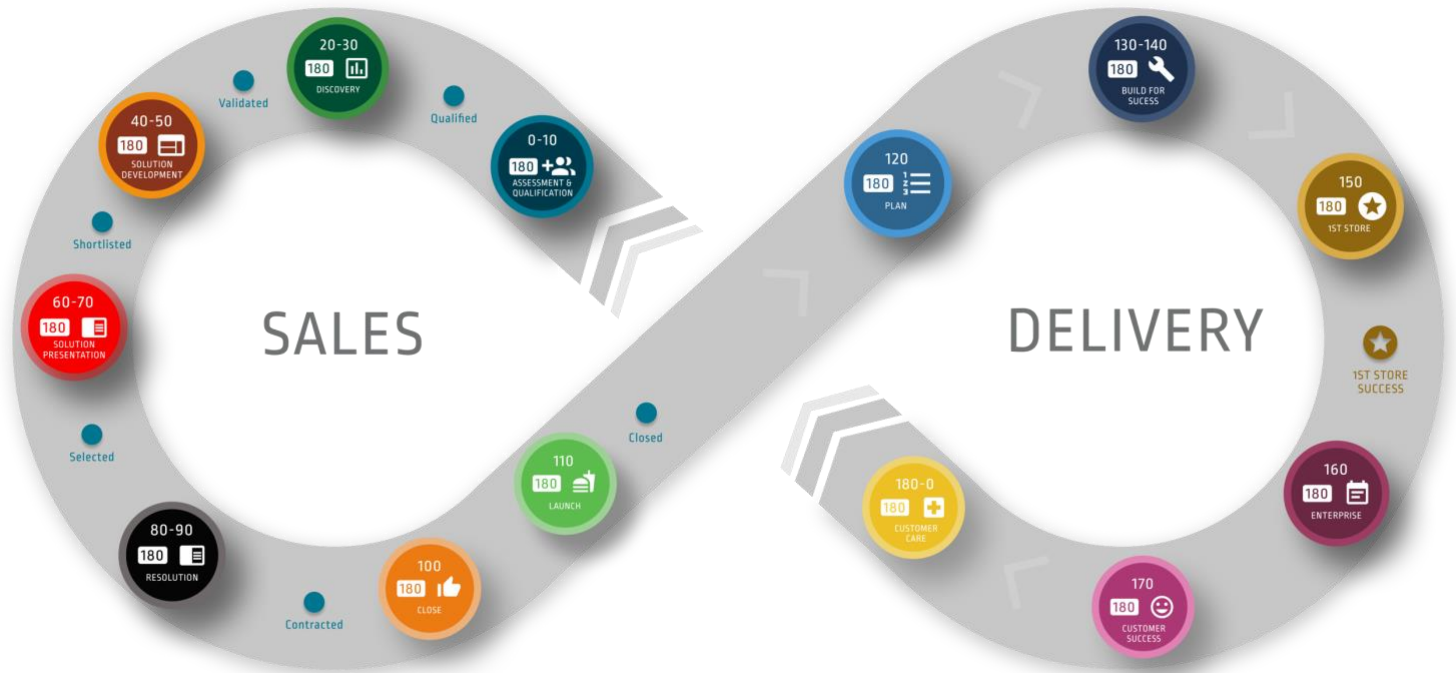 0-10
180
ASSESSMENT &
QUALIFICATION
Qualified
20-30
180
DISCOVERY
Validated
40-50
180
SOLUTION
DEVELOPMENT
Shortlisted
60-70
180
SOLUTION
PRESENTATION
Selected
80-90
180
RESOLUTION
Contracted
100
180
CLOSE
110
180
LAUNCH
Closed
SALES
120
180
1
2
3
PLAN
130-140
180
BUILD FOR
SUCESS
150
180
1ST STORE
1ST STORE
SUCCESS
160
180
ENTERPRISE
170
180
CUSTOMER
SUCCESS
180-0
180
CUSTOMER
CARE
DELIVERY